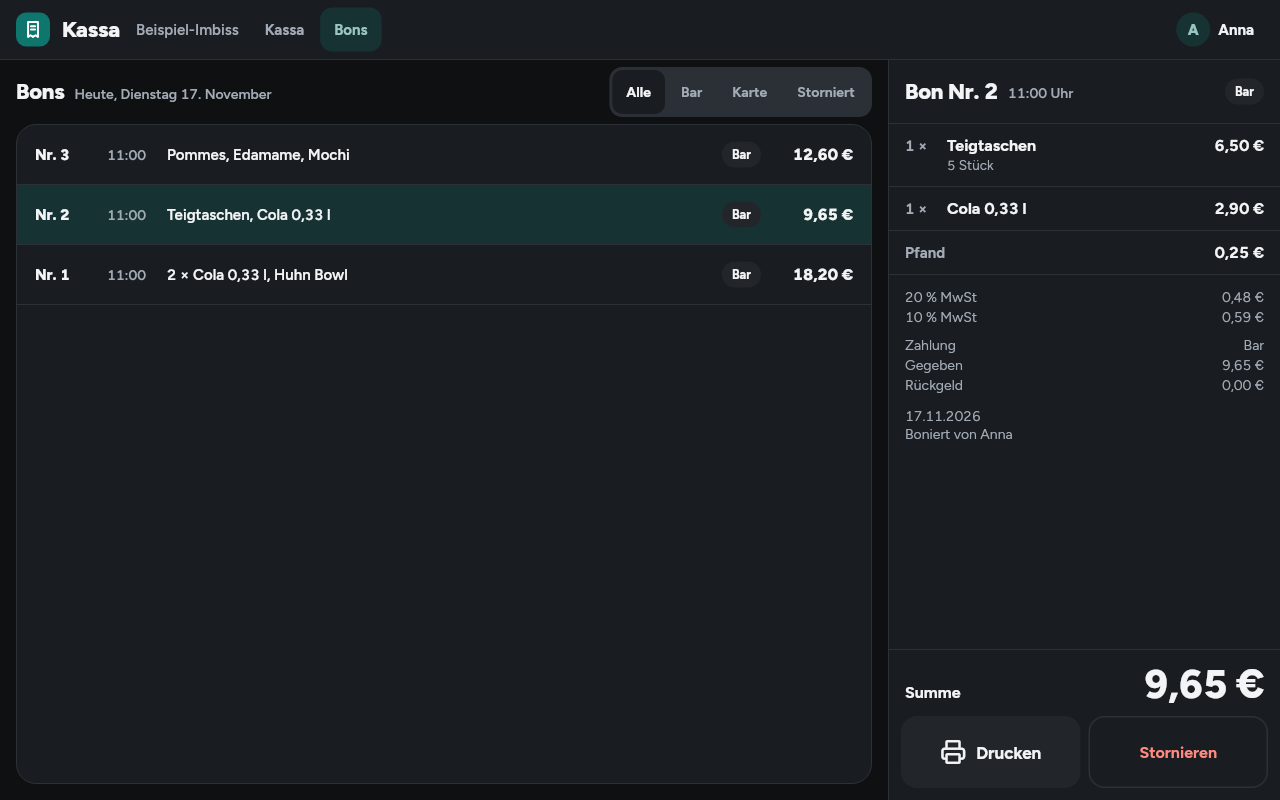 Kassa Beispiel-Imbiss Kassa Bons A Anna
Bons Heute, Dienstag 17. November Alle Bar Karte Storniert
Nr. 3 11:00 Pommes, Edamame, Mochi Bar 12,60 €
Nr. 2 11:00 Teigtaschen, Cola 0,33 l Bar 9,65 €
Nr. 1 11:00 2 × Cola 0,33 l, Huhn Bowl Bar 18,20 €
Bon Nr. 2 11:00 Uhr Bar
1 × Teigtaschen 6,50 €
5 Stück
1 × Cola 0,33 l 2,90 €
Pfand 0,25 €
20 % MwSt 0,48 €
10 % MwSt 0,59 €
Zahlung Bar
Gegeben 9,65 €
Rückgeld 0,00 €
17.11.2026
Boniert von Anna
Summe 9,65 €
Drucken Stornieren